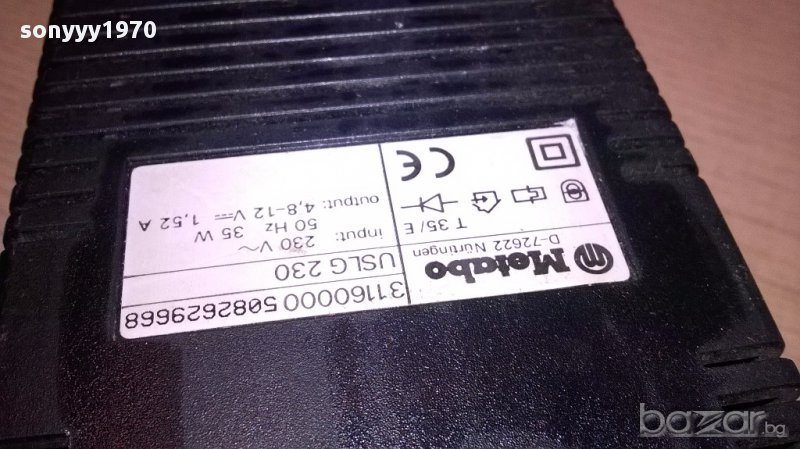 sonyyy1970
Metabo
D-72622 Nürtingen
T 35/E
CE
31160000 5082629668
USLG 230
input: 230 V~
50 Hz 35 W
output: 4,8-12 V⎓ 1,52 A
bazar.bg